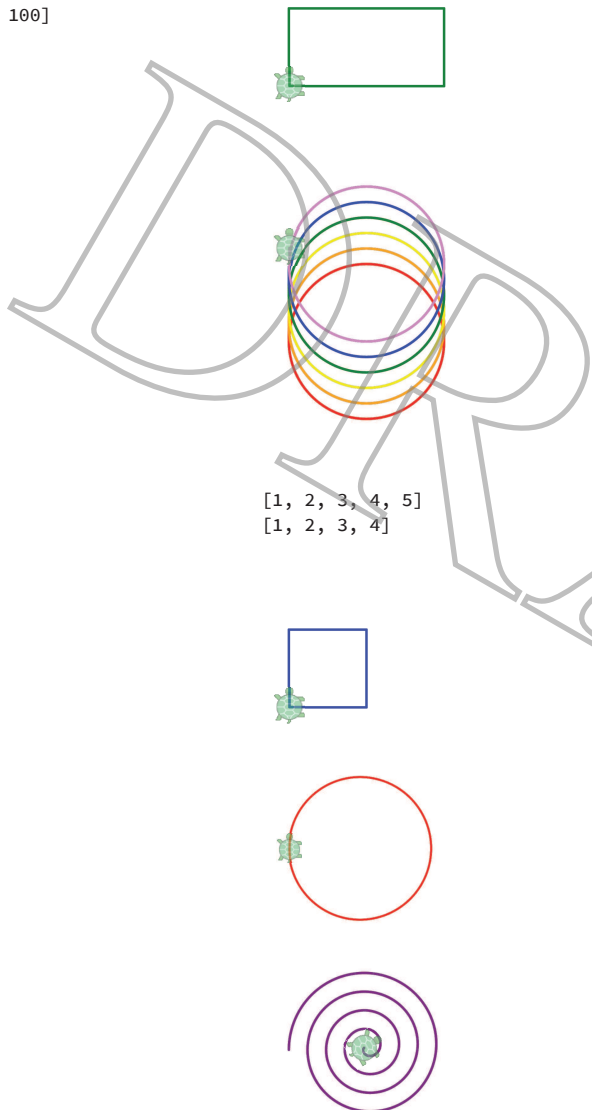 100]
DR
[1, 2, 3, 4, 5]
[1, 2, 3, 4]